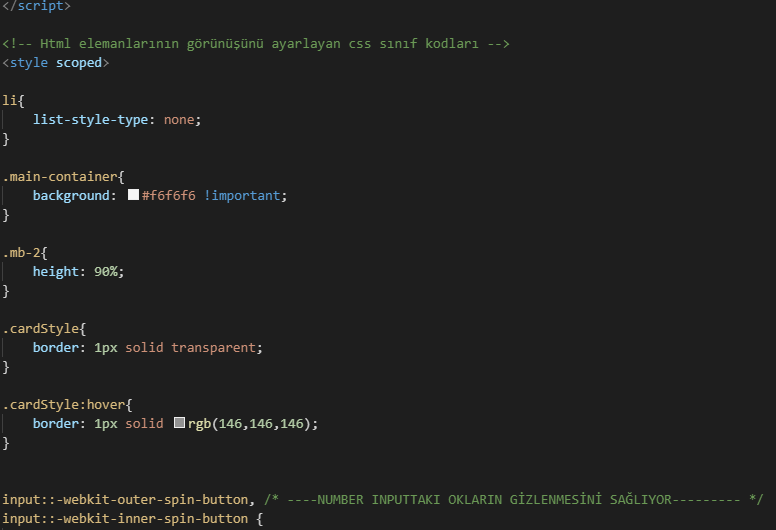 </script>
<!-- Html elemanlarının görünüşünü ayarlayan css sınıf kodları -->
<style scoped>
li{
list-style-type: none;
}
.main-container{
background: #f6f6f6 !important;
}
.mb-2{
height: 90%;
}
.cardStyle{
border: 1px solid transparent;
}
.cardStyle:hover{
border: 1px solid rgb(146,146,146);
}
input::-webkit-outer-spin-button, /* ----NUMBER INPUTTAKI OKLARIN GİZLENMESİNİ SAĞLIYOR--------- */
input::-webkit-inner-spin-button {